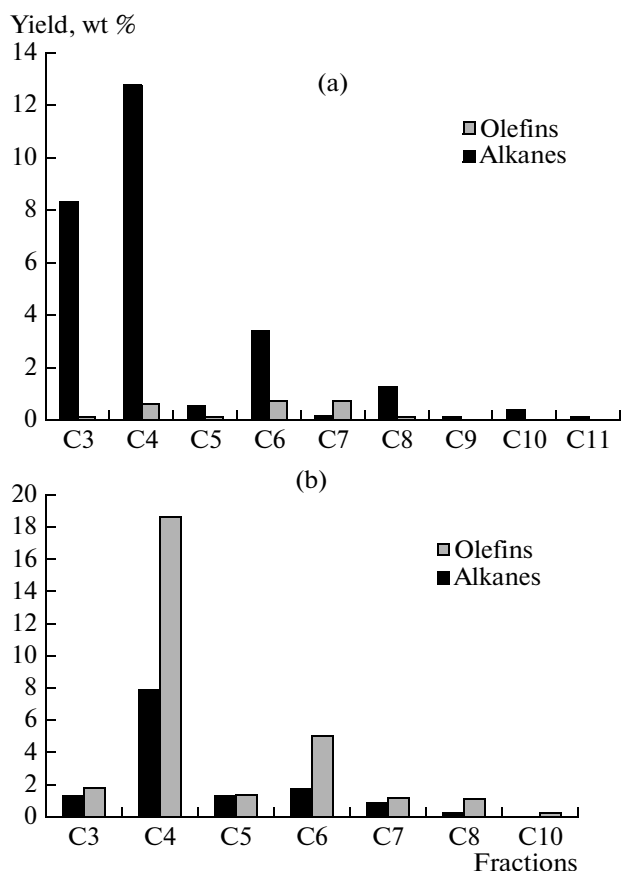 Yield, wt %
14
(a)
12
Olefins
10
Alkanes
8
6
4
2
0
C3 C4 C5 C6 C7 C8 C9 C10 C11
(b)
20
18
Olefins
16
Alkanes
14
12
10
8
6
4
2
0
C3 C4 C5 C6 C7 C8 C10
Fractions